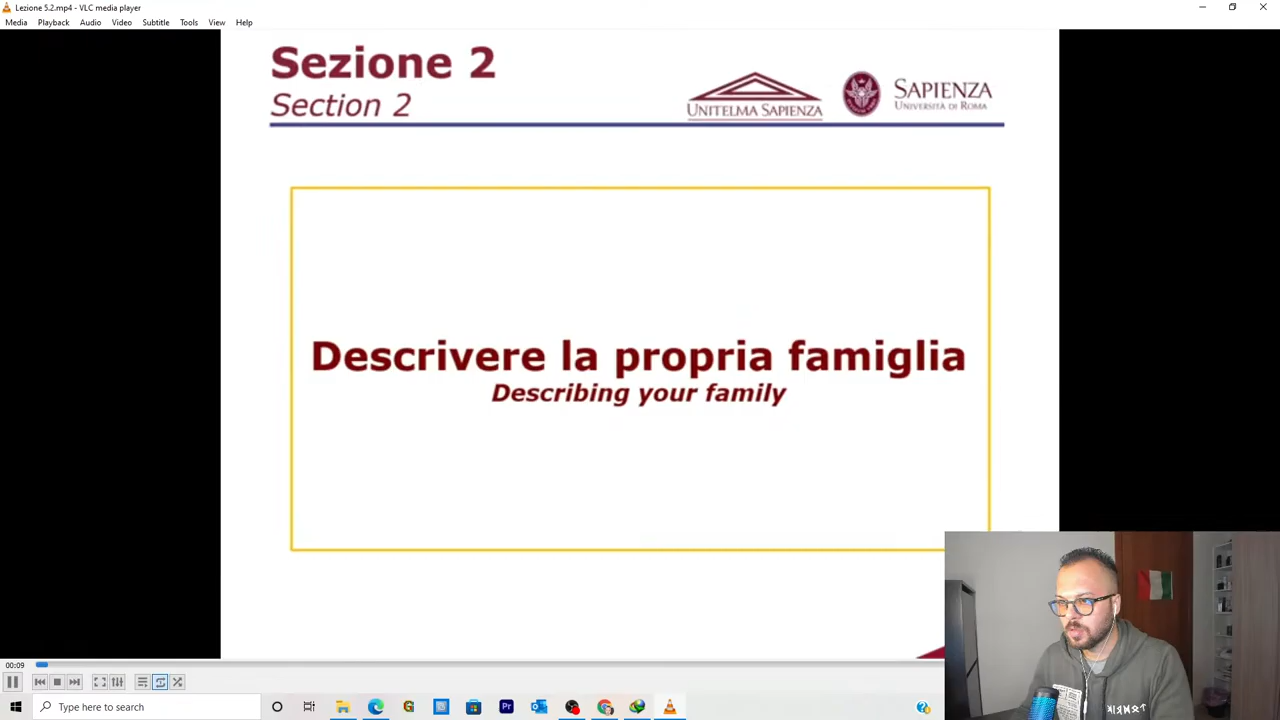 Lezione 5.2.mp4 - VLC media player
Media Playback Audio Video Subtitle Tools View Help
Sezione 2
Section 2
UNITELMA SAPIENZA
SAPIENZA
UNIVERSITÀ DI ROMA
Descrivere la propria famiglia
Describing your family
00:09
Type here to search